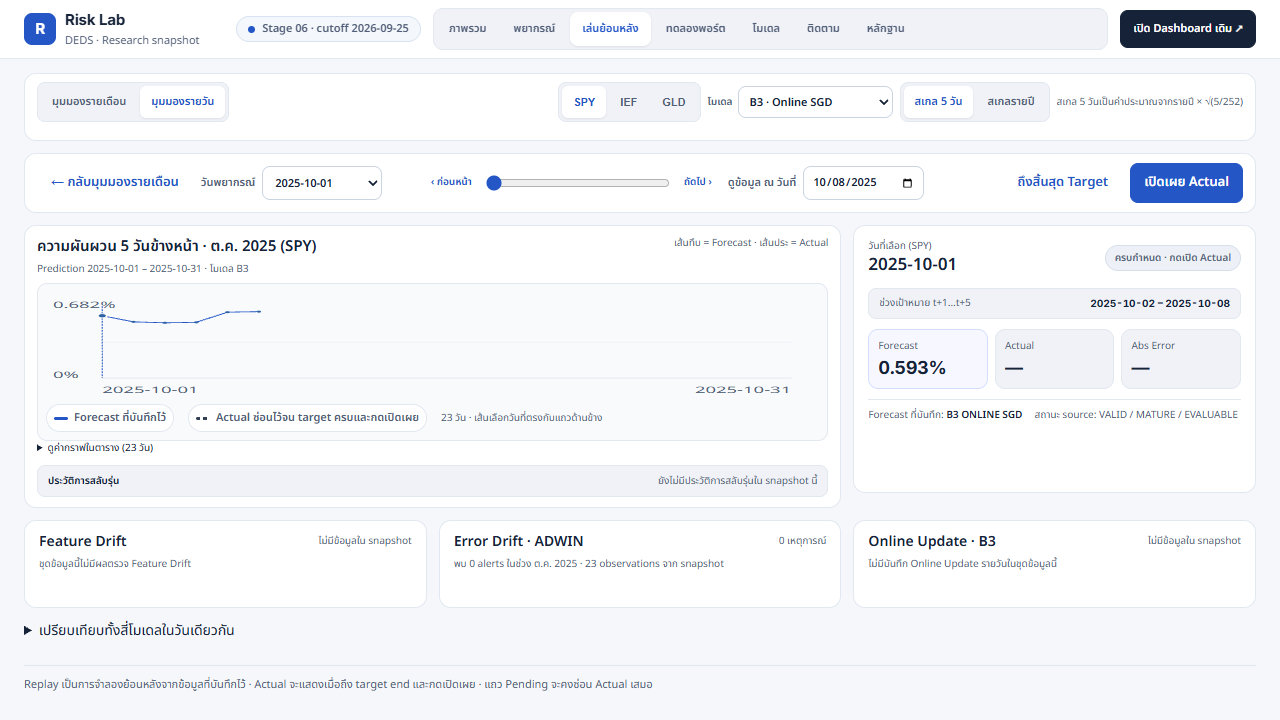 R
Risk Lab
DEDS · Research snapshot
Stage 06 · cutoff 2026-09-25
ภาพรวม
พยากรณ์
เล่นย้อนหลัง
ทดลองพอร์ต
โมเดล
ติดตาม
หลักฐาน
เปิด Dashboard เดิม ↗
มุมมองรายเดือน
มุมมองรายวัน
SPY
IEF
GLD
โมเดล
B3 · Online SGD
สเกล 5 วัน
สเกลรายปี
สเกล 5 วันเป็นค่าประมาณจากรายปี × √(5/252)
← กลับมุมมองรายเดือน
วันพยากรณ์
2025-10-01
‹ ก่อนหน้า
ถัดไป ›
ดูข้อมูล ณ วันที่
10/08/2025
ถึงสิ้นสุด Target
เปิดเผย Actual
ความผันผวน 5 วันข้างหน้า · ต.ค. 2025 (SPY)
เส้นทึบ = Forecast · เส้นประ = Actual
Prediction 2025-10-01 – 2025-10-31 · โมเดล B3
0.682%
0%
2025-10-01
2025-10-31
Forecast ที่บันทึกไว้
Actual ซ่อนไว้จน target ครบและกดเปิดเผย
23 วัน · เส้นเลือกวันที่ตรงกับแถวด้านข้าง
▶ ดูค่ากราฟในตาราง (23 วัน)
ประวัติการสลับรุ่น
ยังไม่มีประวัติการสลับรุ่นใน snapshot นี้
วันที่เลือก (SPY)
2025-10-01
ครบกำหนด · กดเปิด Actual
ช่วงเป้าหมาย t+1…t+5
2025-10-02 – 2025-10-08
Forecast
0.593%
Actual
—
Abs Error
—
Forecast ที่บันทึก: B3 ONLINE SGD
สถานะ source: VALID / MATURE / EVALUABLE
Feature Drift
ไม่มีข้อมูลใน snapshot
ชุดข้อมูลนี้ไม่มีผลตรวจ Feature Drift
Error Drift · ADWIN
0 เหตุการณ์
พบ 0 alerts ในช่วง ต.ค. 2025 · 23 observations จาก snapshot
Online Update · B3
ไม่มีข้อมูลใน snapshot
ไม่มีบันทึก Online Update รายวันในชุดข้อมูลนี้
▶ เปรียบเทียบทั้งสี่โมเดลในวันเดียวกัน
Replay เป็นการจำลองย้อนหลังจากข้อมูลที่บันทึกไว้ · Actual จะแสดงเมื่อถึง target end และกดเปิดเผย · แถว Pending จะคงซ่อน Actual เสมอ